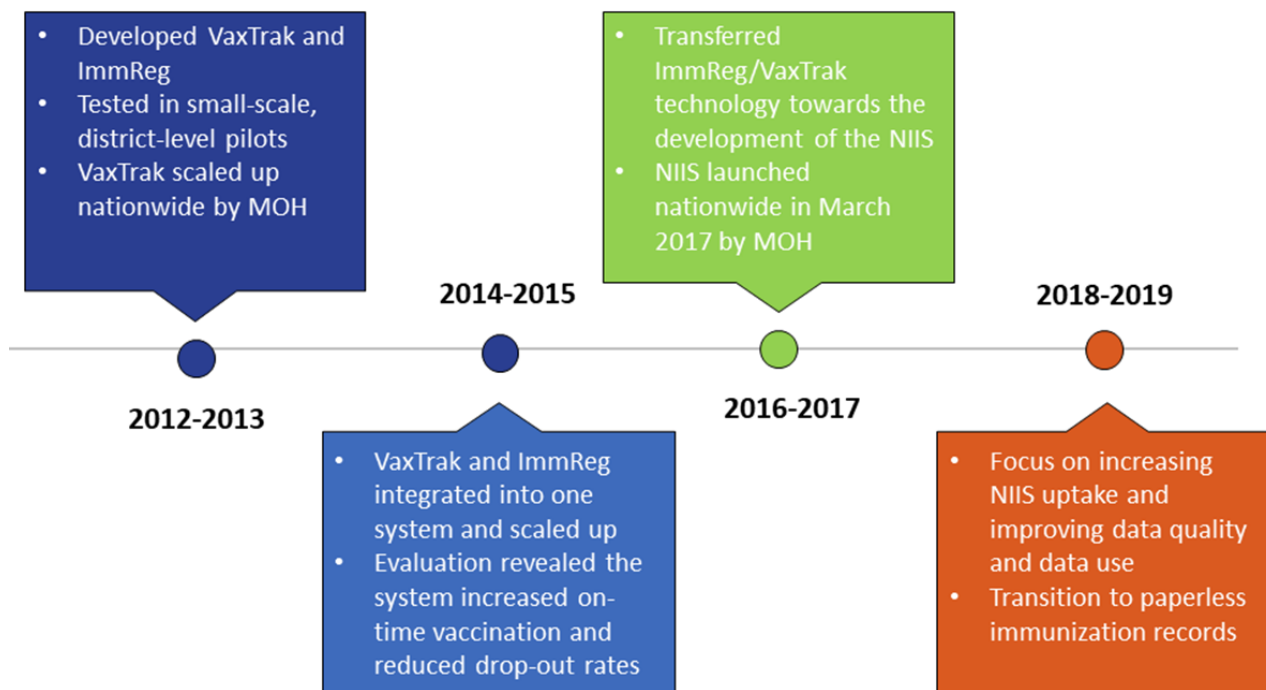 • Developed VaxTrak and
ImmReg
• Tested in small-scale,
district-level pilots
• VaxTrak scaled up
nationwide by MOH
2012-2013
2014-2015
• VaxTrak and ImmReg
integrated into one
system and scaled up
• Evaluation revealed the
system increased on-
time vaccination and
reduced drop-out rates
• Transferred
ImmReg/VaxTrak
technology towards the
development of the NIIS
• NIIS launched
nationwide in March
2017 by MOH
2016-2017
2018-2019
• Focus on increasing
NIIS uptake and
improving data quality
and data use
• Transition to paperless
immunization records